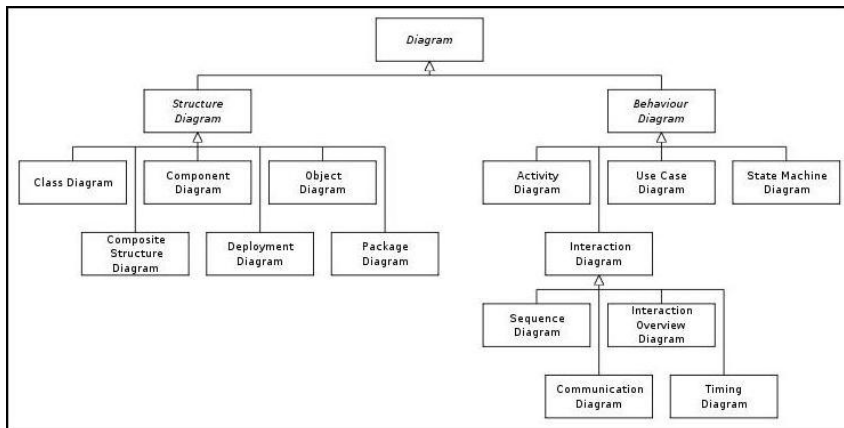 Diagram
Structure
Diagram
Behaviour
Diagram
Class Diagram
Component
Diagram
Object
Diagram
Activity
Diagram
Use Case
Diagram
State Machine
Diagram
Composite
Structure
Diagram
Deployment
Diagram
Package
Diagram
Interaction
Diagram
Sequence
Diagram
Interaction
Overview
Diagram
Communication
Diagram
Timing
Diagram